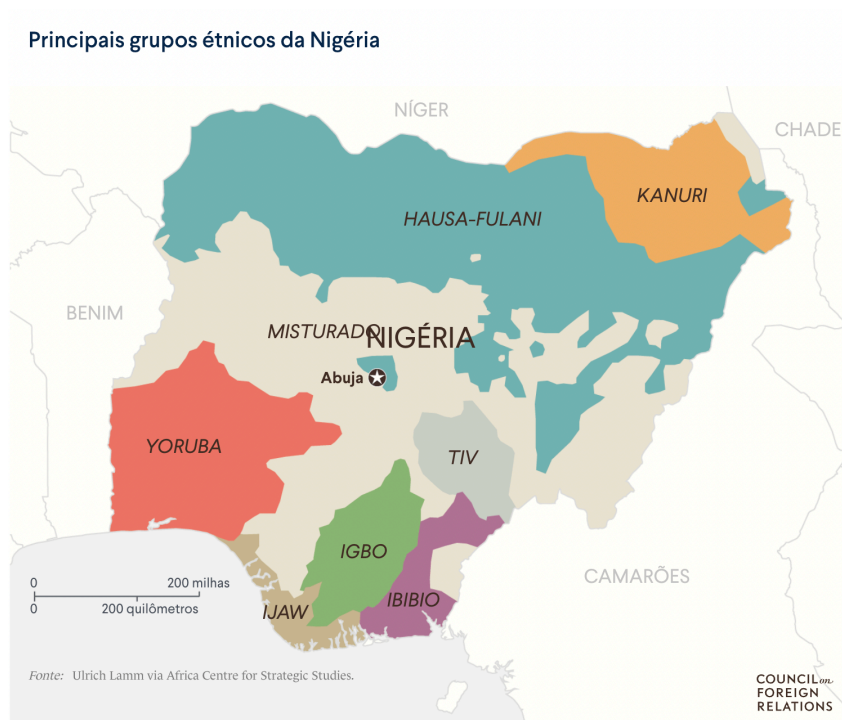 Principais grupos étnicos da Nigéria
NÍGER
CHADE
KANURI
HAUSA-FULANI
BENIM
MISTURADO
NIGÉRIA
Abuja
YORUBA
TIV
IGBO
CAMARÕES
0 200 milhas
0 200 quilômetros
IJAW
IBIBIO
Fonte: Ulrich Lamm via Africa Centre for Strategic Studies.
COUNCIL on
FOREIGN
RELATIONS